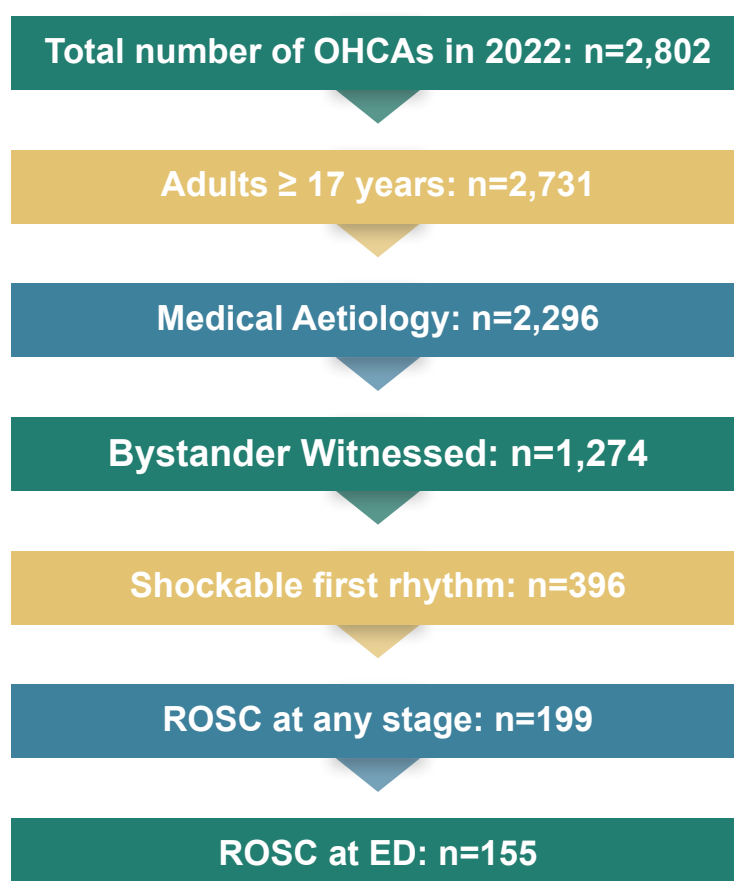 Total number of OHCAs in 2022: n=2,802
Adults ≥ 17 years: n=2,731
Medical Aetiology: n=2,296
Bystander Witnessed: n=1,274
Shockable first rhythm: n=396
ROSC at any stage: n=199
ROSC at ED: n=155